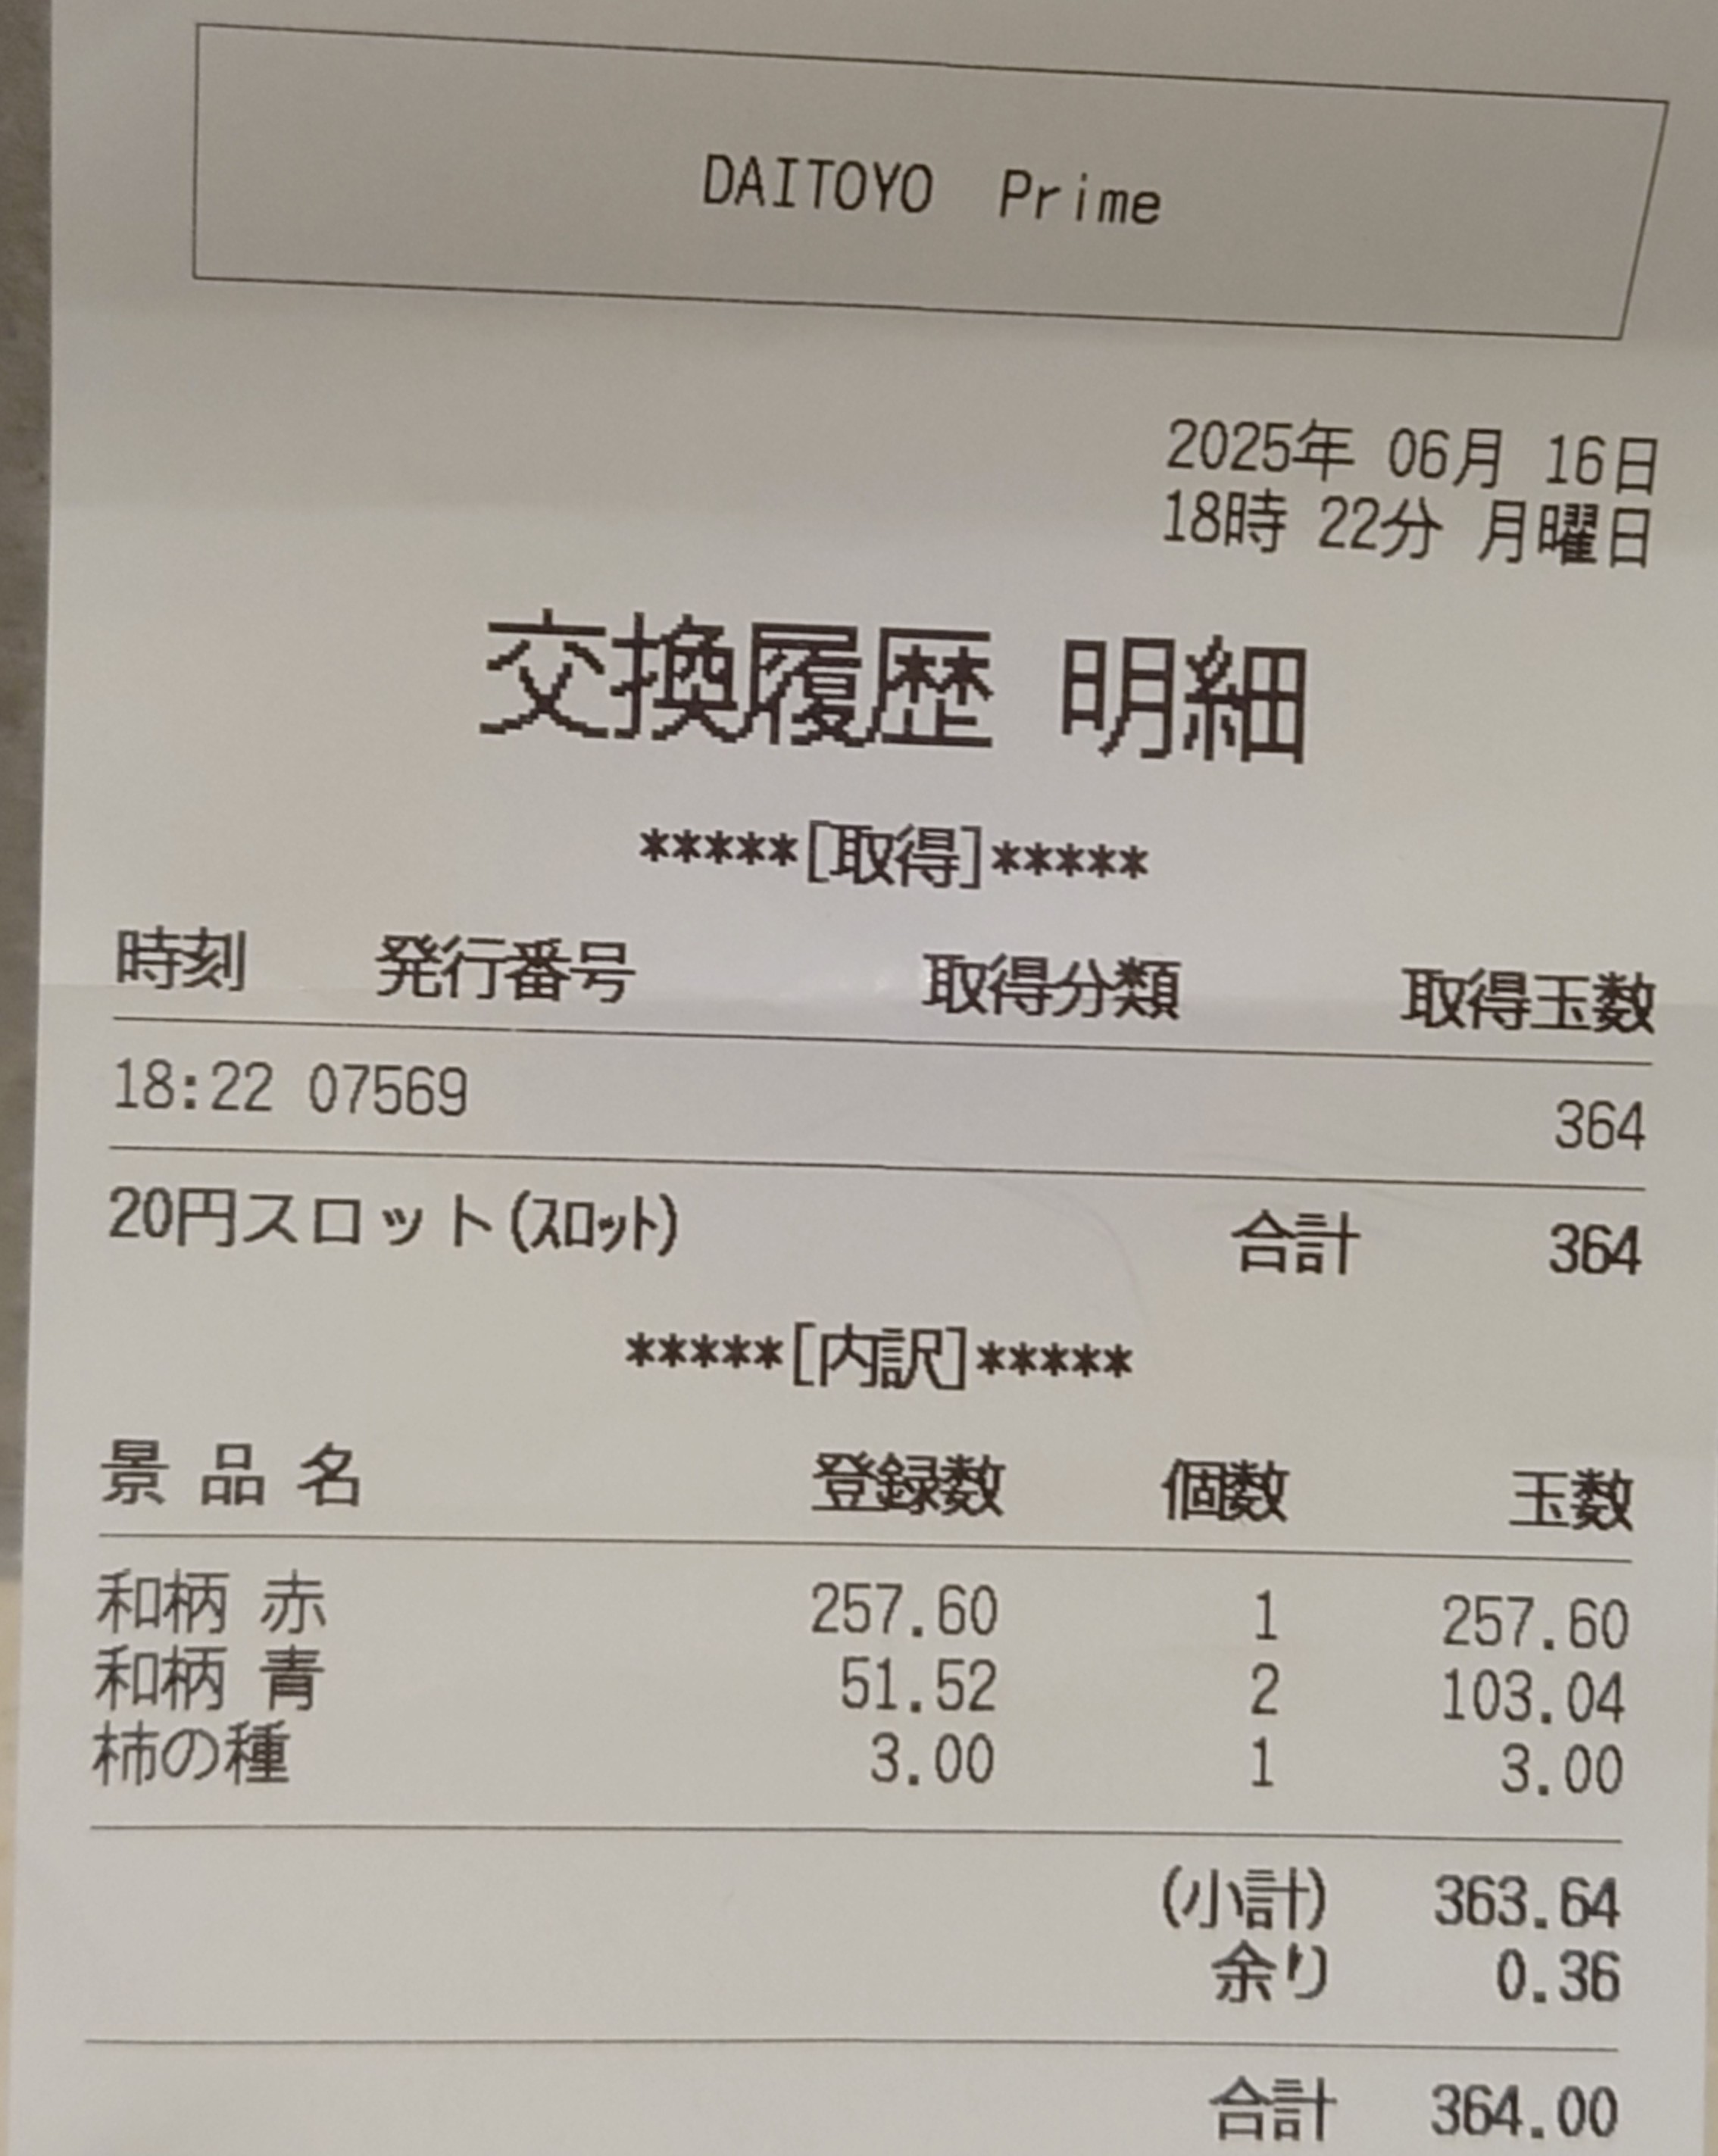 DAITOYO Prime
2025年 06月 16日
18時 22分 月曜日
交換履歴 明細
*****[取得]*****
時刻 発行番号 取得分類 取得玉数
18:22 07569 364
20円スロット(ｽﾛｯﾄ) 合計 364
*****[内訳]*****
景 品 名 登録数 個数 玉数
和柄 赤 257.60 1 257.60
和柄 青 51.52 2 103.04
柿の種 3.00 1 3.00
(小計) 363.64
余り 0.36
合計 364.00